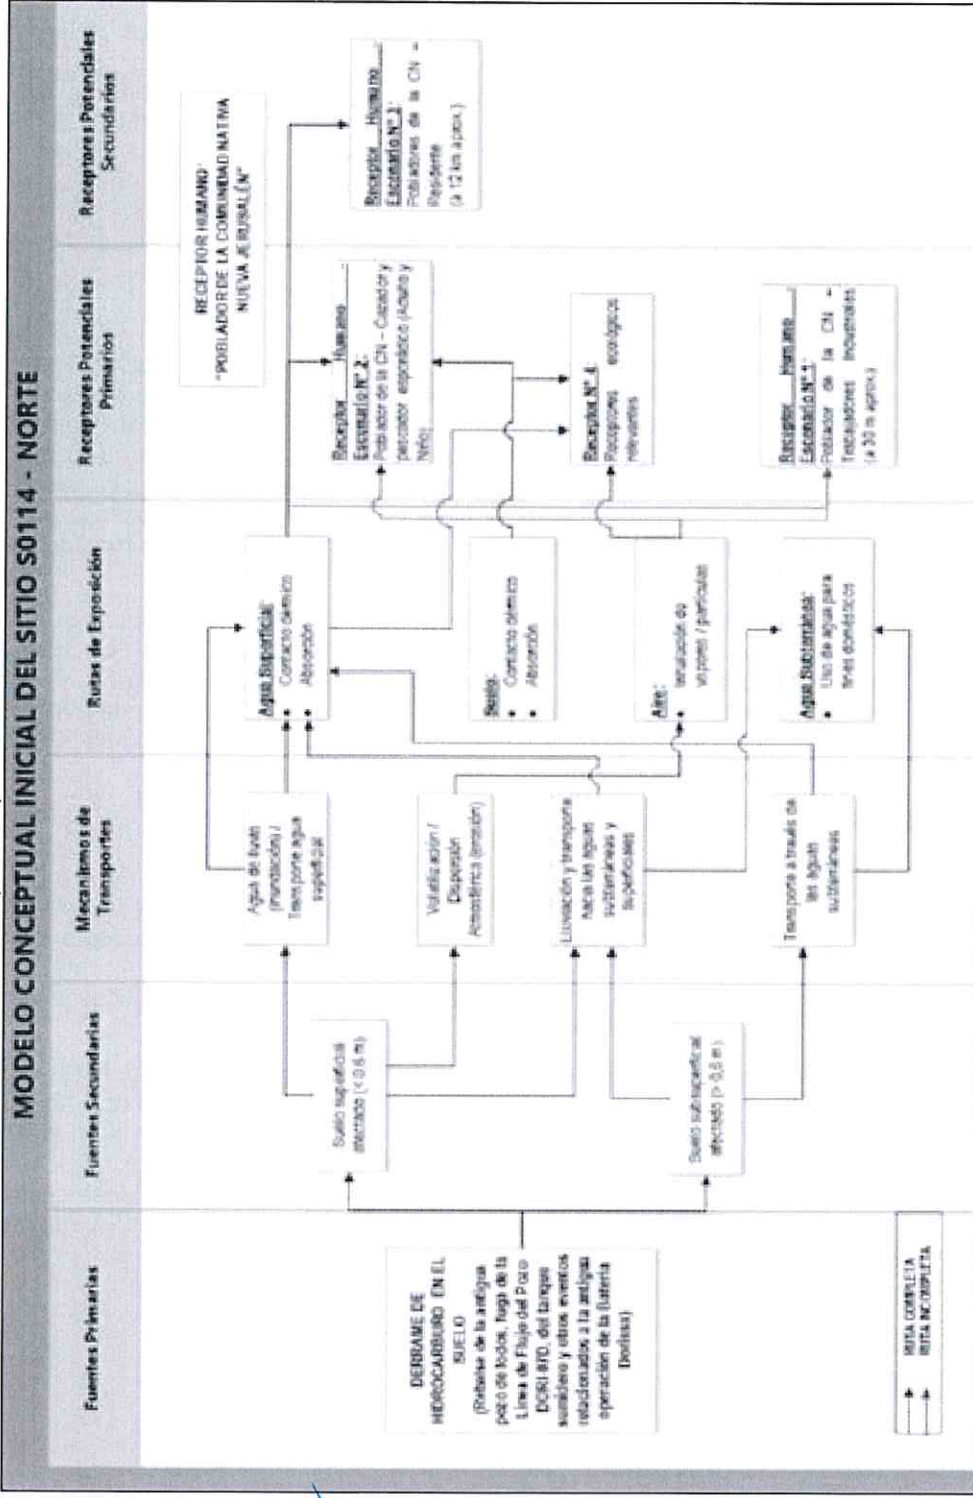 MODELO CONCEPTUAL INICIAL DEL SITIO S0114 - NORTE
Fuentes Primarias
Fuentes Secundarias
Mecanismos de
Transportes
Rutas de Exposición
Receptores Potenciales
Primarios
Receptores Potenciales
Secundarios
DERRAME DE
HIDROCARBURO EN EL
SUELO
(Rebalse de la antigua
poza de lodos, fuga de la
Línea de Flujo del Pozo
DORI-07D, del tanque
sumidero y otros eventos
relacionados a la antigua
operación de la Batería
Dorissa)
Suelo superficial
afectado (< 0,6 m)
Suelo subsuperficial
afectado (> 0,6 m)
Agua de lluvia
(inundación) /
Transporte agua
superficial
Volatilización /
Dispersión
Atmosférica (erosión)
Lixiviación y transporte
hacia las aguas
subterráneas y
superficiales
Transporte a través de
las aguas
subterráneas
Agua Superficial:
• Contacto dérmico
• Absorción
Suelo:
• Contacto dérmico
• Absorción
Aire:
• Inhalación de
vapores / partículas
Agua Subterránea:
• Uso de agua para
fines domésticos
RECEPTOR HUMANO:
"POBLADOR DE LA COMUNIDAD NATIVA
NUEVA JERUSALÉN"
Receptor Humano
Escenario N° 2:
Poblador de la CN – Cazador y
pescador esporádico (Adulto y
Niño)
Receptor N° 4:
Receptores ecológicos
relevantes
Receptor Humano
Escenario N° 1:
Poblador de la CN –
Trabajadores Industriales
(a 30 m aprox.)
Receptor Humano
Pobladores de la CN –
Residente
(a 12 km aprox.)
RUTA COMPLETA
RUTA INCOMPLETA